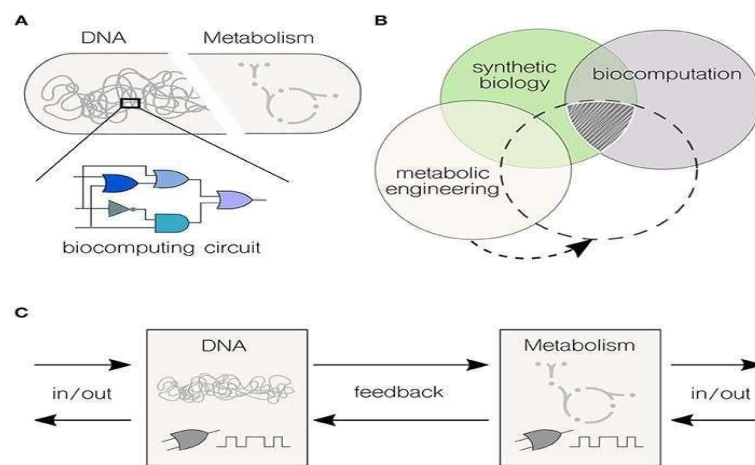 A
DNA
Metabolism
biocomputing circuit
B
synthetic
biology
biocomputation
metabolic
engineering
C
DNA
Metabolism
in/out
feedback
in/out